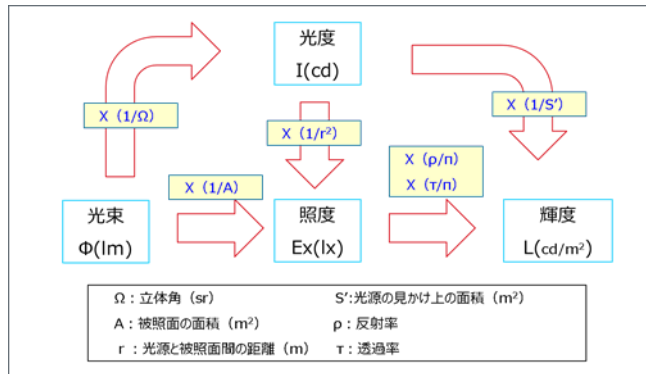 光度
I(cd)
X（1/Ω）
X（1/r²）
X（1/S’）
X（1/A）
X（ρ/π）
X（τ/π）
光束
Φ(lm)
照度
Ex(lx)
輝度
L(cd/m²)
Ω：立体角（sr）
S’:光源の見かけ上の面積（m²）
A：被照面の面積（m²）
ρ：反射率
r：光源と被照面間の距離（m）
τ：透過率